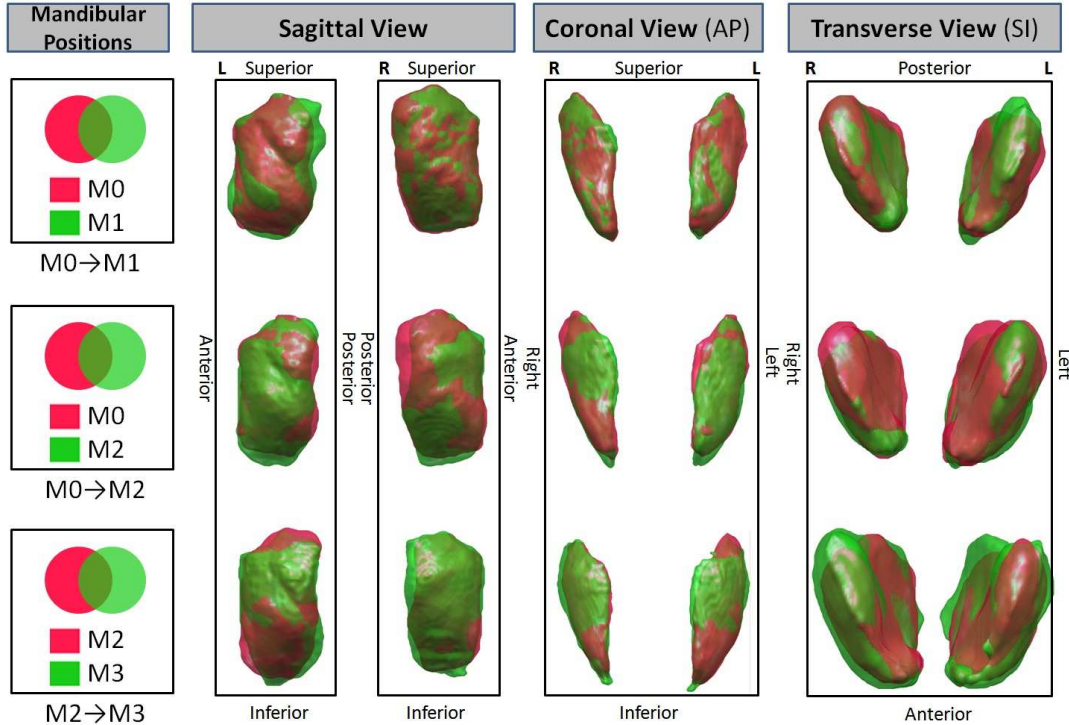 Mandibular
Positions
Sagittal View
Coronal View (AP)
Transverse View (SI)
L Superior
R Superior
R Superior L
R Posterior L
M0
M1
M0→M1
Anterior
Posterior
Posterior
Anterior
Right
Left
Right
Left
M0
M2
M0→M2
M2
M3
M2→M3
Inferior
Inferior
Inferior
Anterior